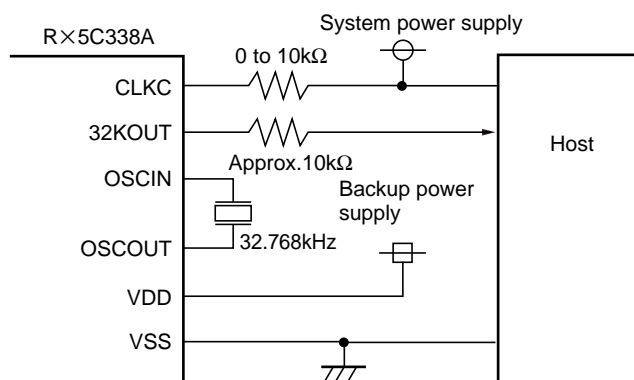 System power supply
R×5C338A
0 to 10kΩ
CLKC
32KOUT
Host
Approx.10kΩ
OSCIN
Backup power
supply
32.768kHz
OSCOUT
VDD
VSS